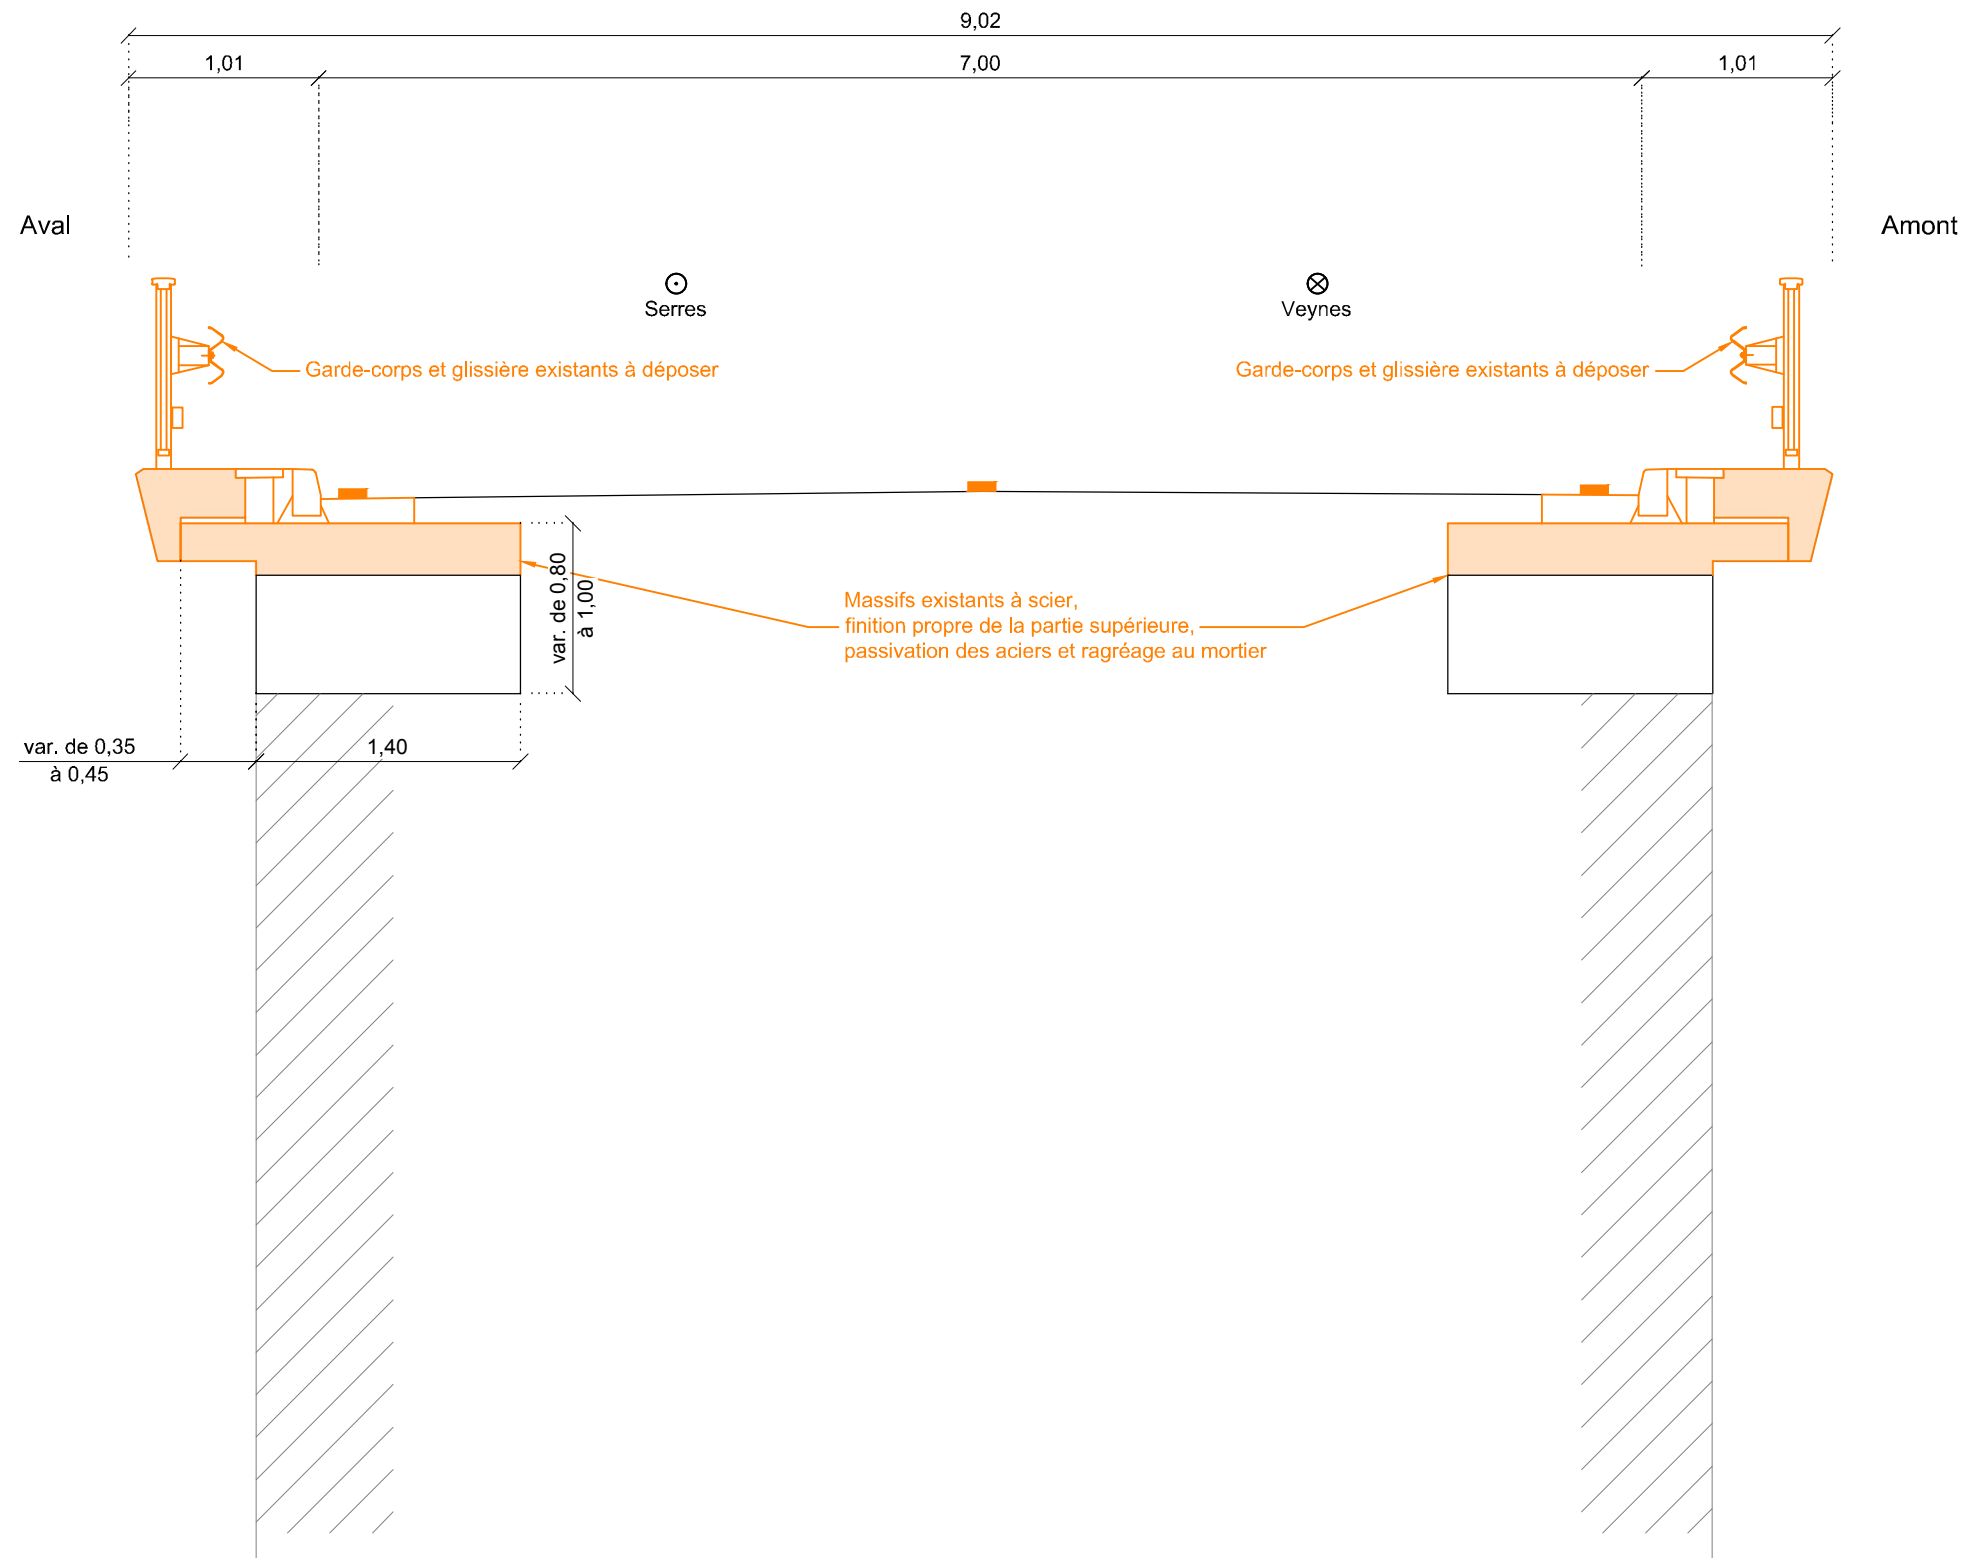 9,02
1,01
7,00
1,01
Aval
Amont
Serres
Veynes
Garde-corps et glissière existants à déposer
Garde-corps et glissière existants à déposer
var. de 0,80
à 1,00
Massifs existants à scier,
finition propre de la partie supérieure,
passivation des aciers et ragréage au mortier
var. de 0,35
à 0,45
1,40